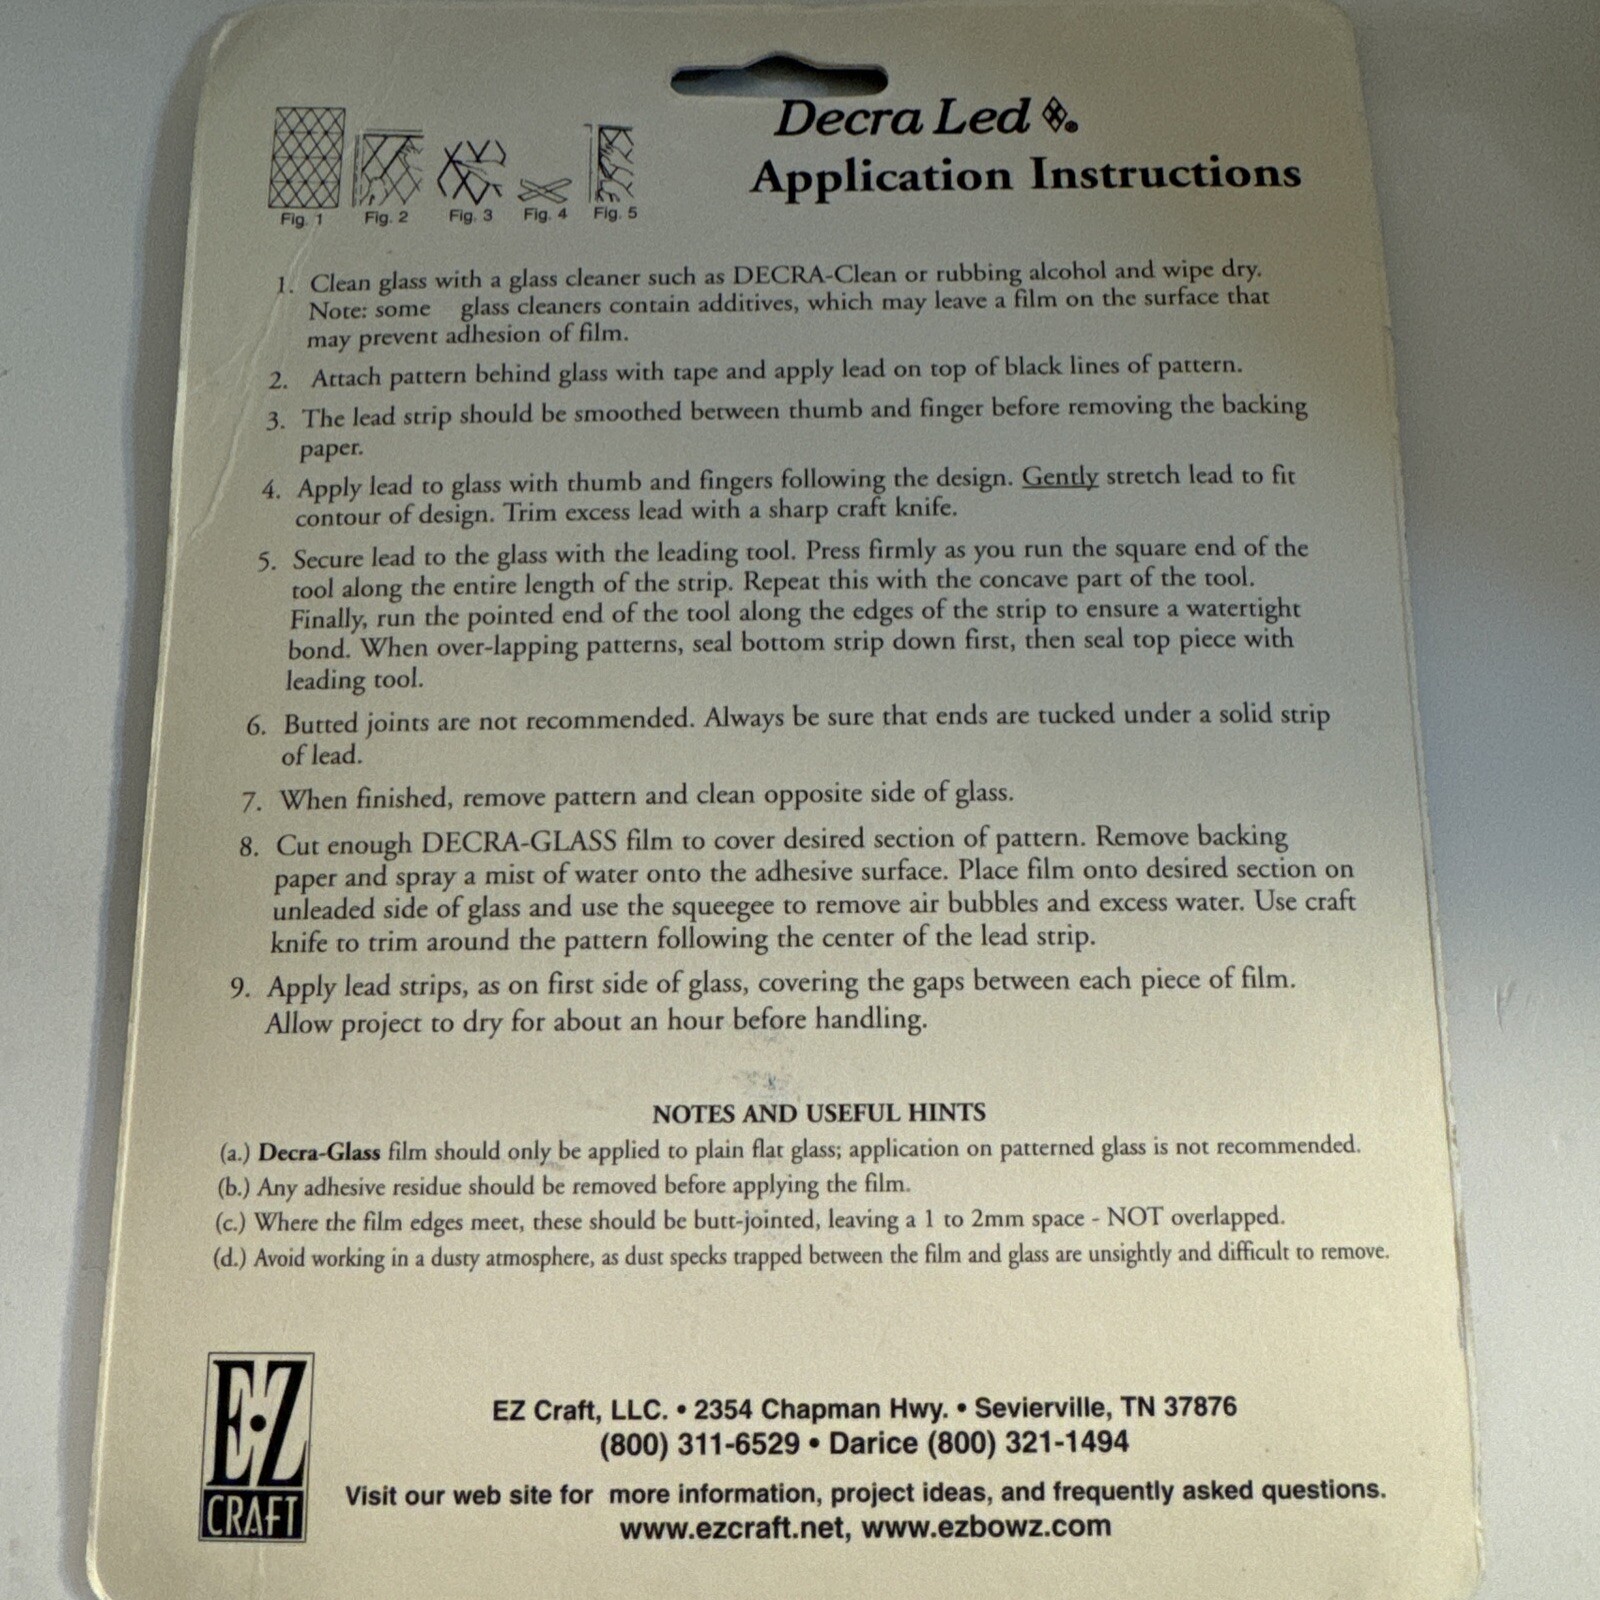 Decra Led
Application Instructions
Fig. 1 Fig. 2 Fig. 3 Fig. 4 Fig. 5
1. Clean glass with a glass cleaner such as DECRA-Clean or rubbing alcohol and wipe dry.
Note: some glass cleaners contain additives, which may leave a film on the surface that
may prevent adhesion of film.
2. Attach pattern behind glass with tape and apply lead on top of black lines of pattern.
3. The lead strip should be smoothed between thumb and finger before removing the backing
paper.
4. Apply lead to glass with thumb and fingers following the design. Gently stretch lead to fit
contour of design. Trim excess lead with a sharp craft knife.
5. Secure lead to the glass with the leading tool. Press firmly as you run the square end of the
tool along the entire length of the strip. Repeat this with the concave part of the tool.
Finally, run the pointed end of the tool along the edges of the strip to ensure a watertight
bond. When over-lapping patterns, seal bottom strip down first, then seal top piece with
leading tool.
6. Butted joints are not recommended. Always be sure that ends are tucked under a solid strip
of lead.
7. When finished, remove pattern and clean opposite side of glass.
8. Cut enough DECRA-GLASS film to cover desired section of pattern. Remove backing
paper and spray a mist of water onto the adhesive surface. Place film onto desired section on
unleaded side of glass and use the squeegee to remove air bubbles and excess water. Use craft
knife to trim around the pattern following the center of the lead strip.
9. Apply lead strips, as on first side of glass, covering the gaps between each piece of film.
Allow project to dry for about an hour before handling.
NOTES AND USEFUL HINTS
(a.) Decra-Glass film should only be applied to plain flat glass; application on patterned glass is not recommended.
(b.) Any adhesive residue should be removed before applying the film.
(c.) Where the film edges meet, these should be butt-jointed, leaving a 1 to 2mm space - NOT overlapped.
(d.) Avoid working in a dusty atmosphere, as dust specks trapped between the film and glass are unsightly and difficult to remove.
E·Z
CRAFT
EZ Craft, LLC. • 2354 Chapman Hwy. • Sevierville, TN 37876
(800) 311-6529 • Darice (800) 321-1494
Visit our web site for more information, project ideas, and frequently asked questions.
www.ezcraft.net, www.ezbowz.com